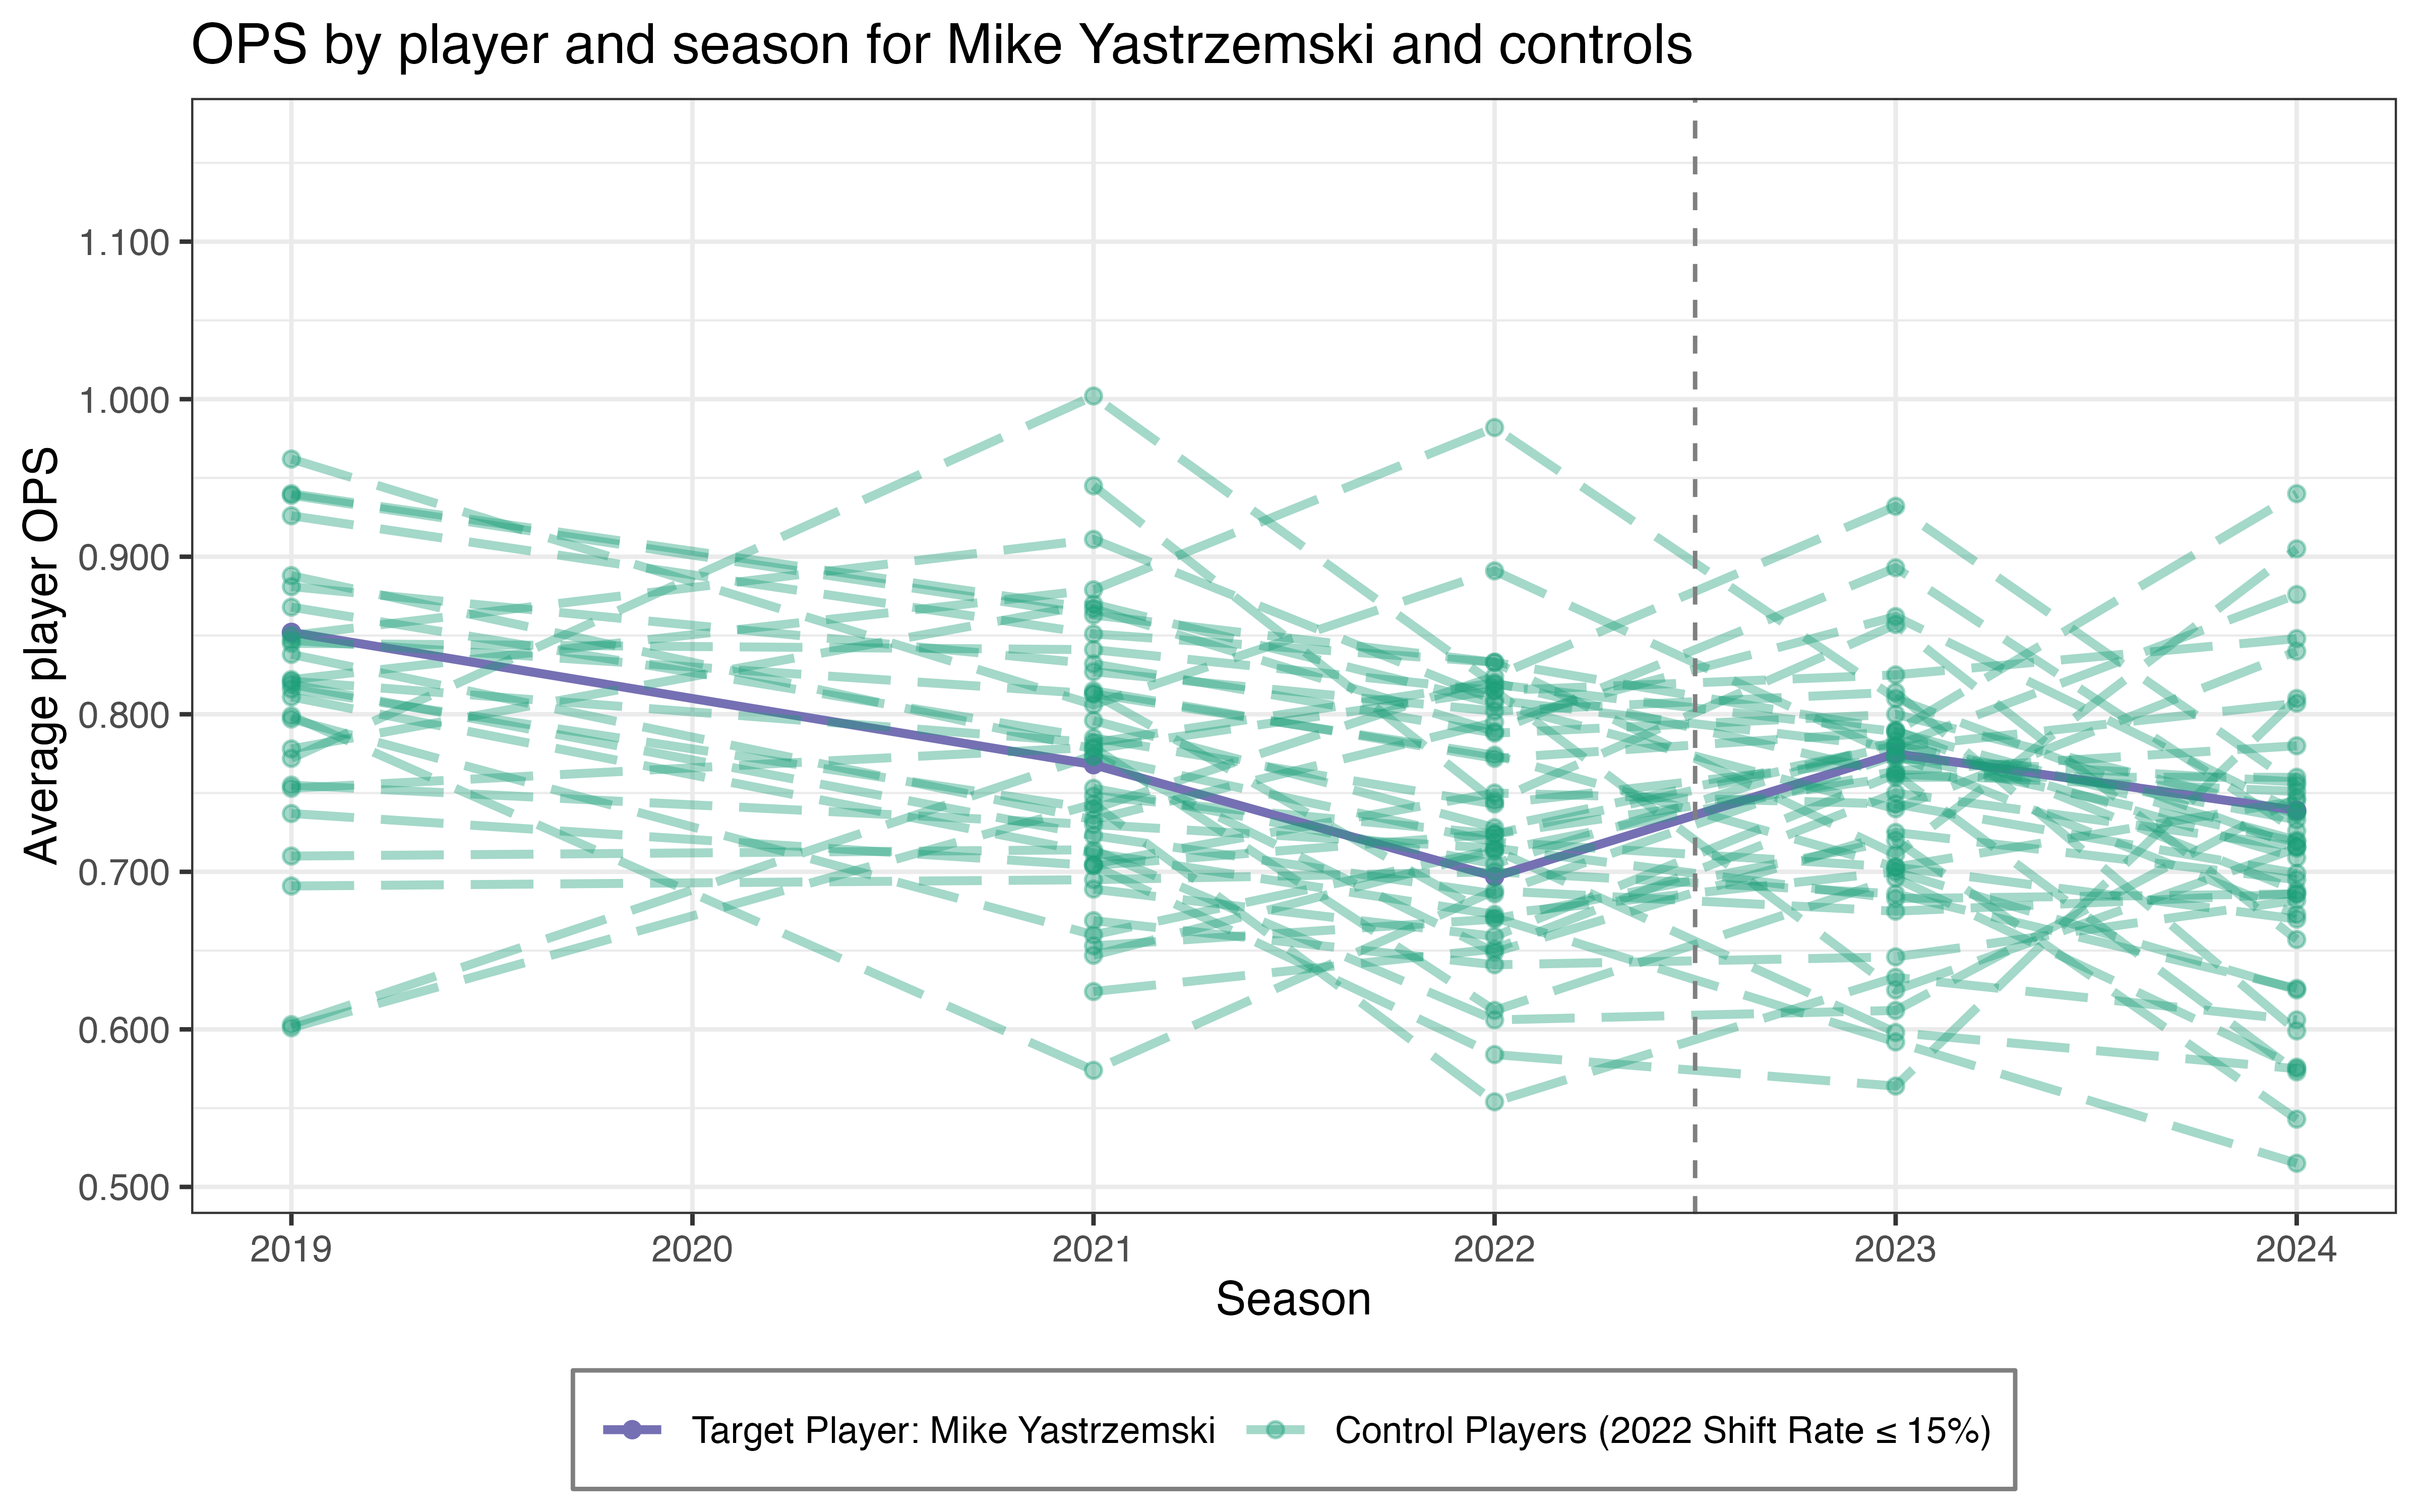 OPS by player and season for Mike Yastrzemski and controls
Average player OPS
1.100
1.000
0.900
0.800
0.700
0.600
0.500
2019 2020 2021 2022 2023 2024
Season
Target Player: Mike Yastrzemski Control Players (2022 Shift Rate ≤ 15%)